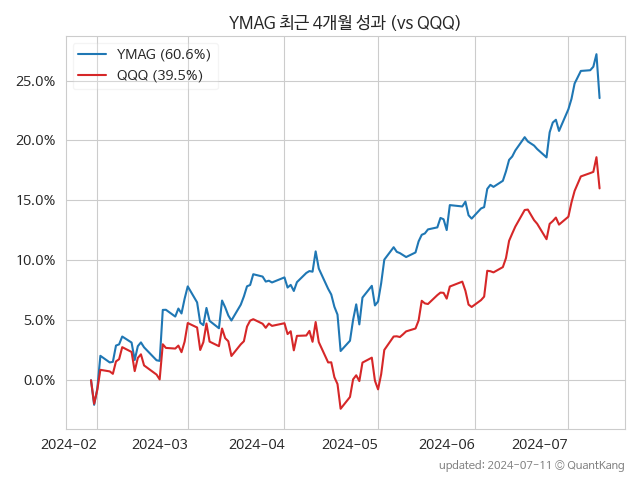 YMAG 최근 4개월 성과 (vs QQQ)
YMAG (60.6%)
QQQ (39.5%)
25.0%
20.0%
15.0%
10.0%
5.0%
0.0%
2024-02 2024-03 2024-04 2024-05 2024-06 2024-07
updated: 2024-07-11 © QuantKang